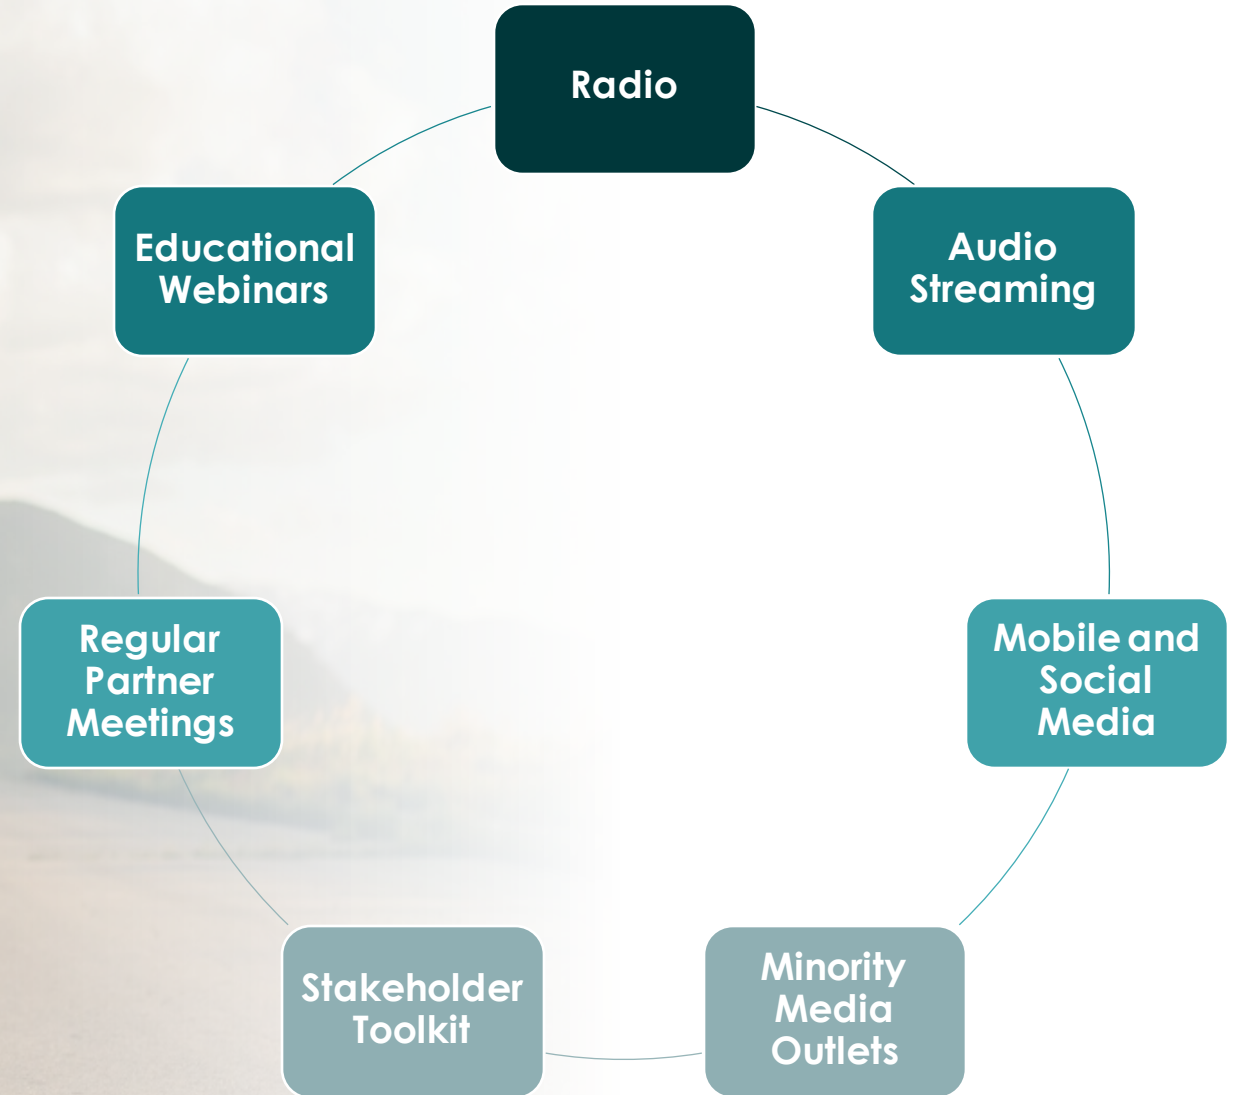 Radio
Audio
Streaming
Mobile and
Social
Media
Minority
Media
Outlets
Stakeholder
Toolkit
Regular
Partner
Meetings
Educational
Webinars